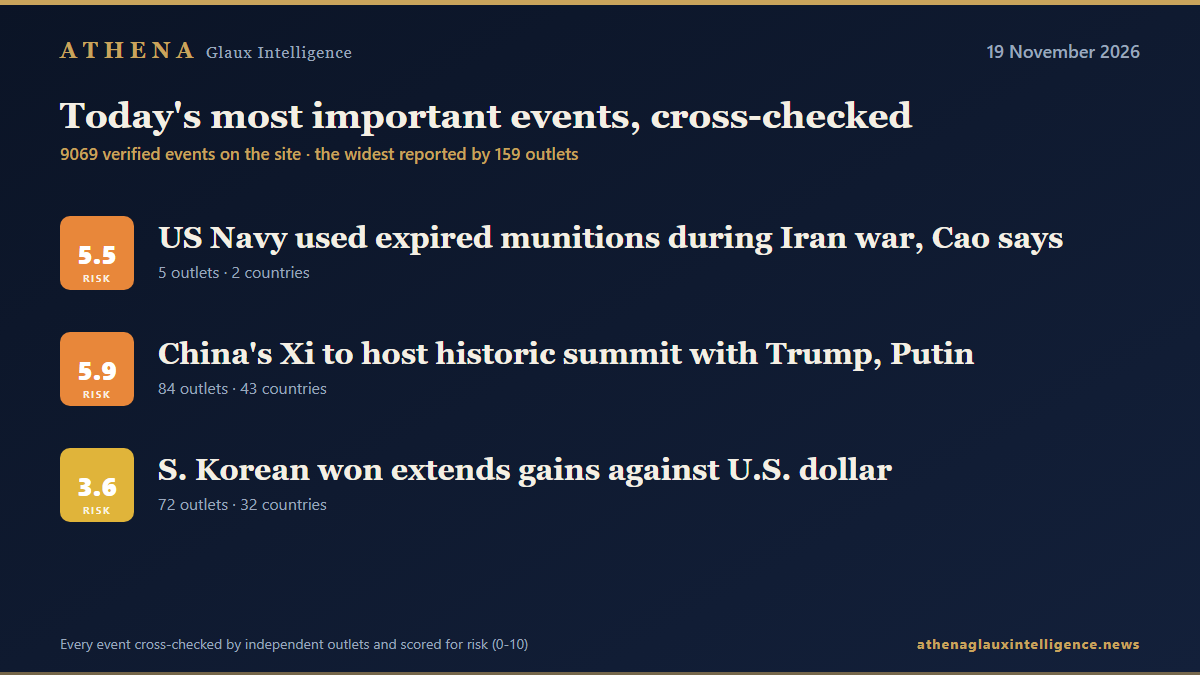 ATHENA Glaux Intelligence
19 November 2026
Today's most important events, cross-checked
9069 verified events on the site · the widest reported by 159 outlets
5.5
RISK
US Navy used expired munitions during Iran war, Cao says
5 outlets · 2 countries
5.9
RISK
China's Xi to host historic summit with Trump, Putin
84 outlets · 43 countries
3.6
RISK
S. Korean won extends gains against U.S. dollar
72 outlets · 32 countries
Every event cross-checked by independent outlets and scored for risk (0-10)
athenaglauxintelligence.news